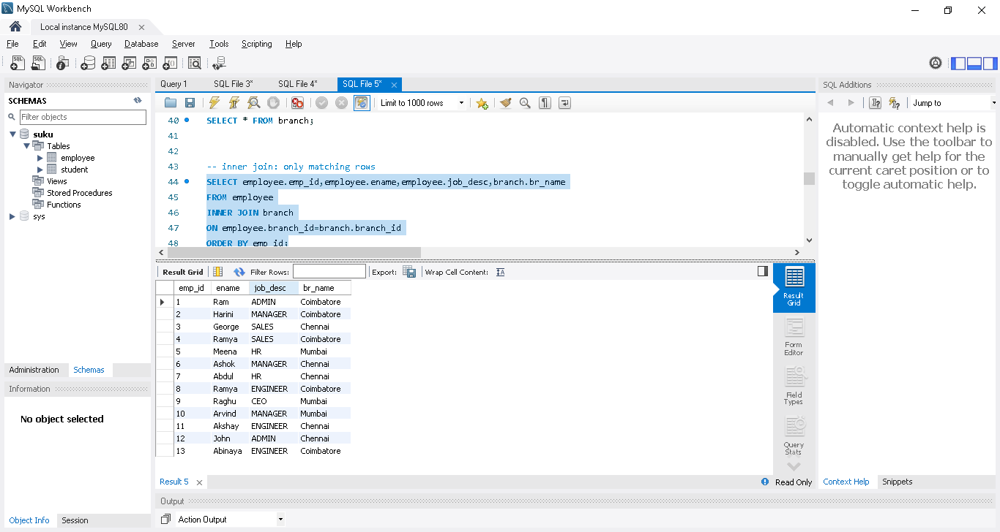 MySQL Workbench
Local instance MySQL80
File Edit View Query Database Server Tools Scripting Help
Navigator
SCHEMAS
Filter objects
suku
Tables
employee
student
Views
Stored Procedures
Functions
sys
Administration Schemas
Information
No object selected
Object Info Session
Query 1 SQL File 3* SQL File 4* SQL File 5*
Limit to 1000 rows
40 SELECT * FROM branch;
41
42
43 -- inner join: only matching rows
44 SELECT employee.emp_id,employee.ename,employee.job_desc,branch.br_name
45 FROM employee
46 INNER JOIN branch
47 ON employee.branch_id=branch.branch_id
48 ORDER BY emp_id;
Result Grid Filter Rows: Export: Wrap Cell Content:
emp_id ename job_desc br_name
1 Ram ADMIN Coimbatore
2 Harini MANAGER Coimbatore
3 George SALES Chennai
4 Ramya SALES Coimbatore
5 Meena HR Mumbai
6 Ashok MANAGER Chennai
7 Abdul HR Chennai
8 Ramya ENGINEER Coimbatore
9 Raghu CEO Mumbai
10 Arvind MANAGER Mumbai
11 Akshay ENGINEER Chennai
12 John ADMIN Chennai
13 Abinaya ENGINEER Coimbatore
Result
Grid
Form
Editor
Field
Types
Query
Stats
Result 5
Read Only
Output
Action Output
SQL Additions
Jump to
Automatic context help is
disabled. Use the toolbar to
manually get help for the
current caret position or to
toggle automatic help.
Context Help Snippets